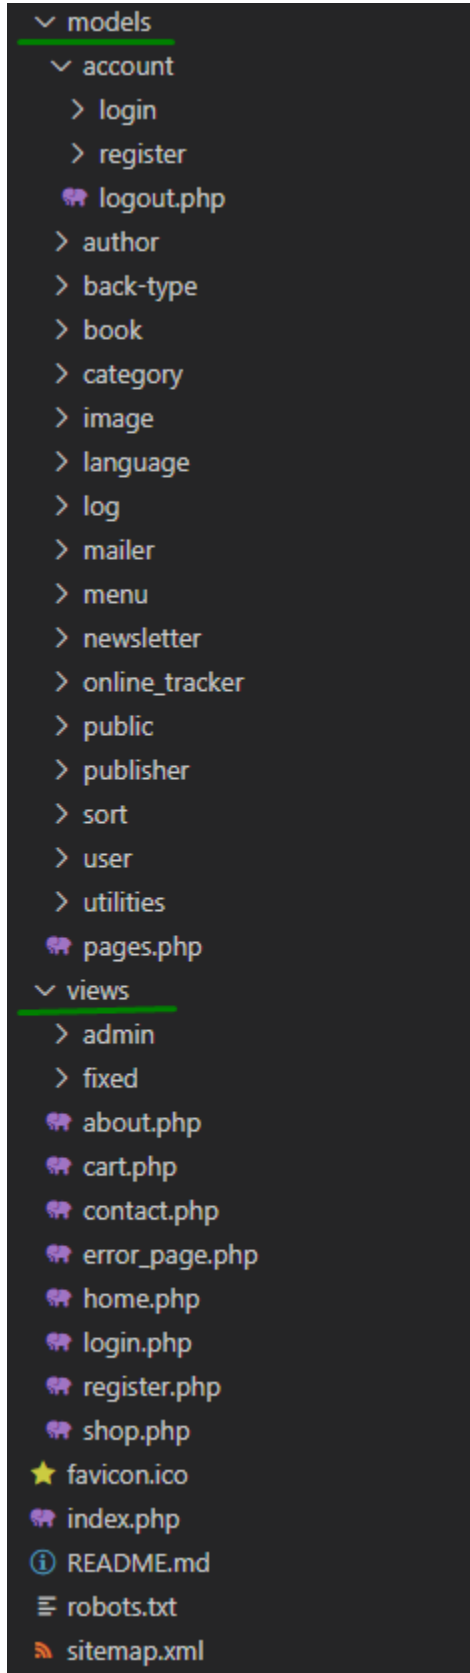 models
account
login
register
logout.php
author
back-type
book
category
image
language
log
mailer
menu
newsletter
online_tracker
public
publisher
sort
user
utilities
pages.php
views
admin
fixed
about.php
cart.php
contact.php
error_page.php
home.php
login.php
register.php
shop.php
favicon.ico
index.php
README.md
robots.txt
sitemap.xml